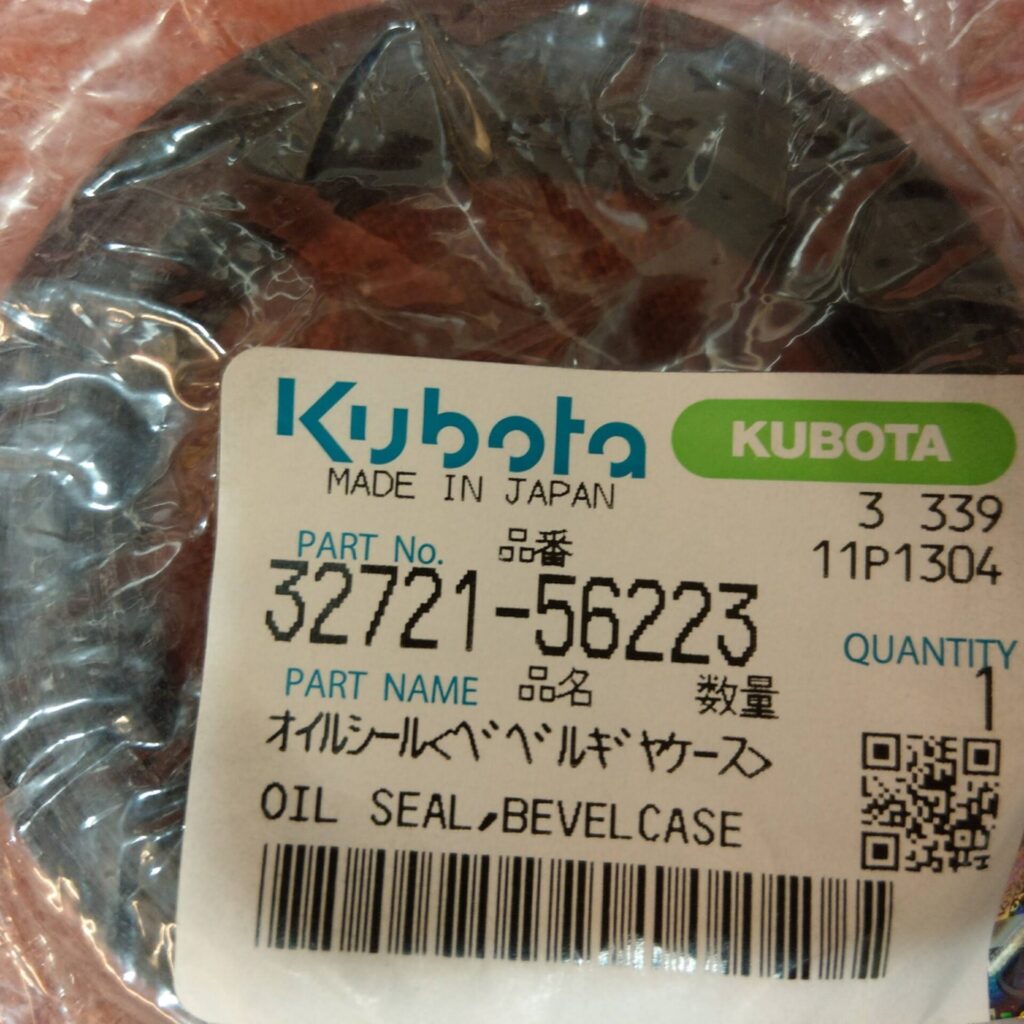 Kubota KUBOTA
MADE IN JAPAN
3 339
PART No. 品番
11P1304
32721-56223
QUANTITY
PART NAME 品名 数量 1
オイルシール<ベベルギヤケース>
OIL SEAL,BEVELCASE